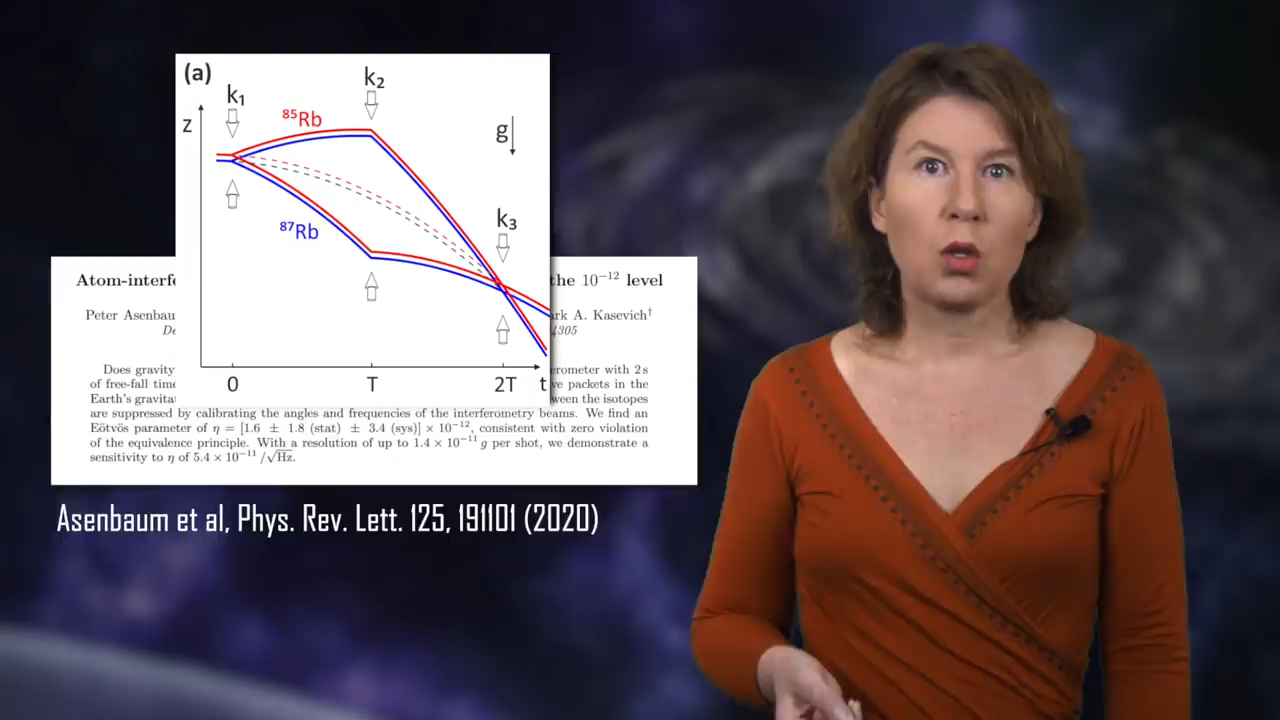 (a)
k₁
k₂
⁸⁵Rb
z
g
k₃
⁸⁷Rb
0
T
2T
t
Atom-interfe
the 10⁻¹² level
Peter Asenbau
rk A. Kasevich†
De
4305
Does gravity
erometer with 2 s
of free-fall time
ve packets in the
Earth's gravita
ween the isotopes
are suppressed by calibrating the angles and frequencies of the interferometry beams. We find an
Eötvös parameter of η = [1.6 ± 1.8 (stat) ± 3.4 (sys)] × 10⁻¹², consistent with zero violation
of the equivalence principle. With a resolution of up to 1.4 × 10⁻¹¹ g per shot, we demonstrate a
sensitivity to η of 5.4 × 10⁻¹¹ /√Hz.
Asenbaum et al, Phys. Rev. Lett. 125, 191101 (2020)